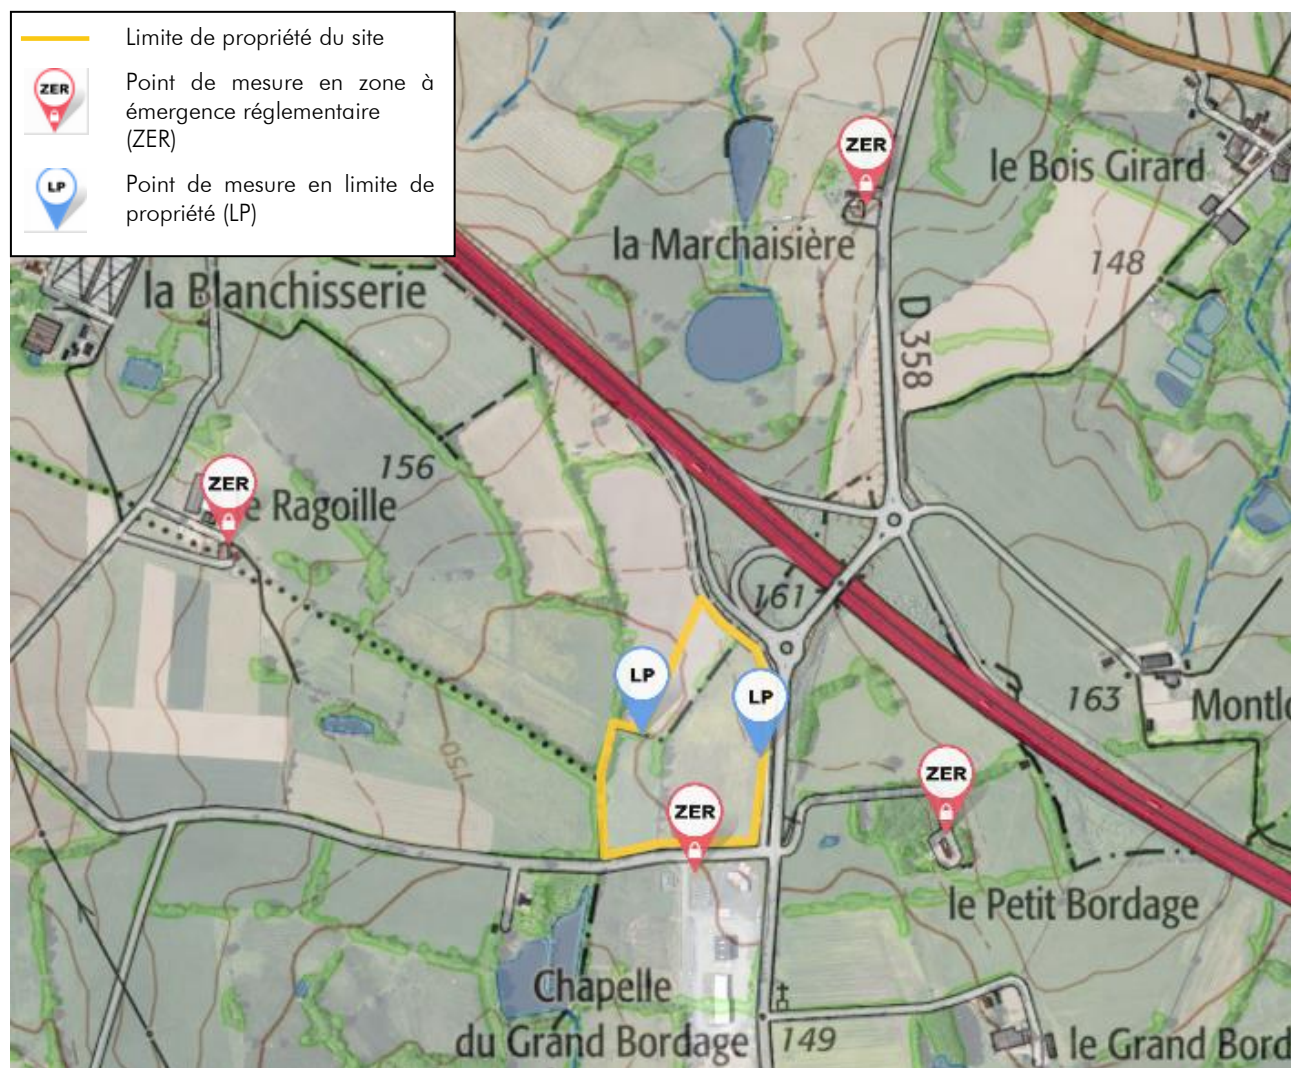 Limite de propriété du site
ZER
Point de mesure en zone à
émergence réglementaire
(ZER)
LP
Point de mesure en limite de
propriété (LP)
ZER
le Bois Girard
la Marchaisière
148
la Blanchisserie
D 358
156
ZER
e Ragoille
161
LP
LP
163
Montlo
150
ZER
ZER
le Petit Bordage
Chapelle
du Grand Bordage
149
le Grand Bord